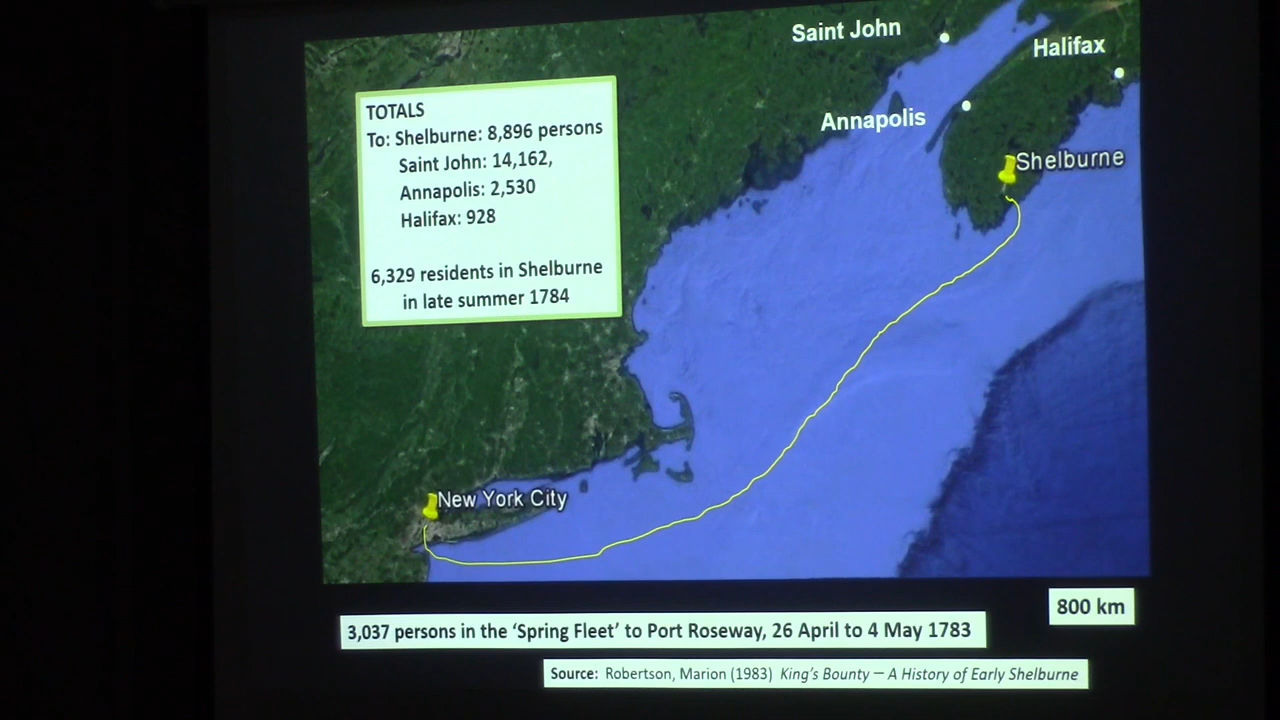 Saint John
Halifax
TOTALS
To: Shelburne: 8,896 persons
Saint John: 14,162,
Annapolis: 2,530
Halifax: 928
6,329 residents in Shelburne
in late summer 1784
Annapolis
Shelburne
New York City
800 km
3,037 persons in the ‘Spring Fleet’ to Port Roseway, 26 April to 4 May 1783
Source: Robertson, Marion (1983) King's Bounty – A History of Early Shelburne